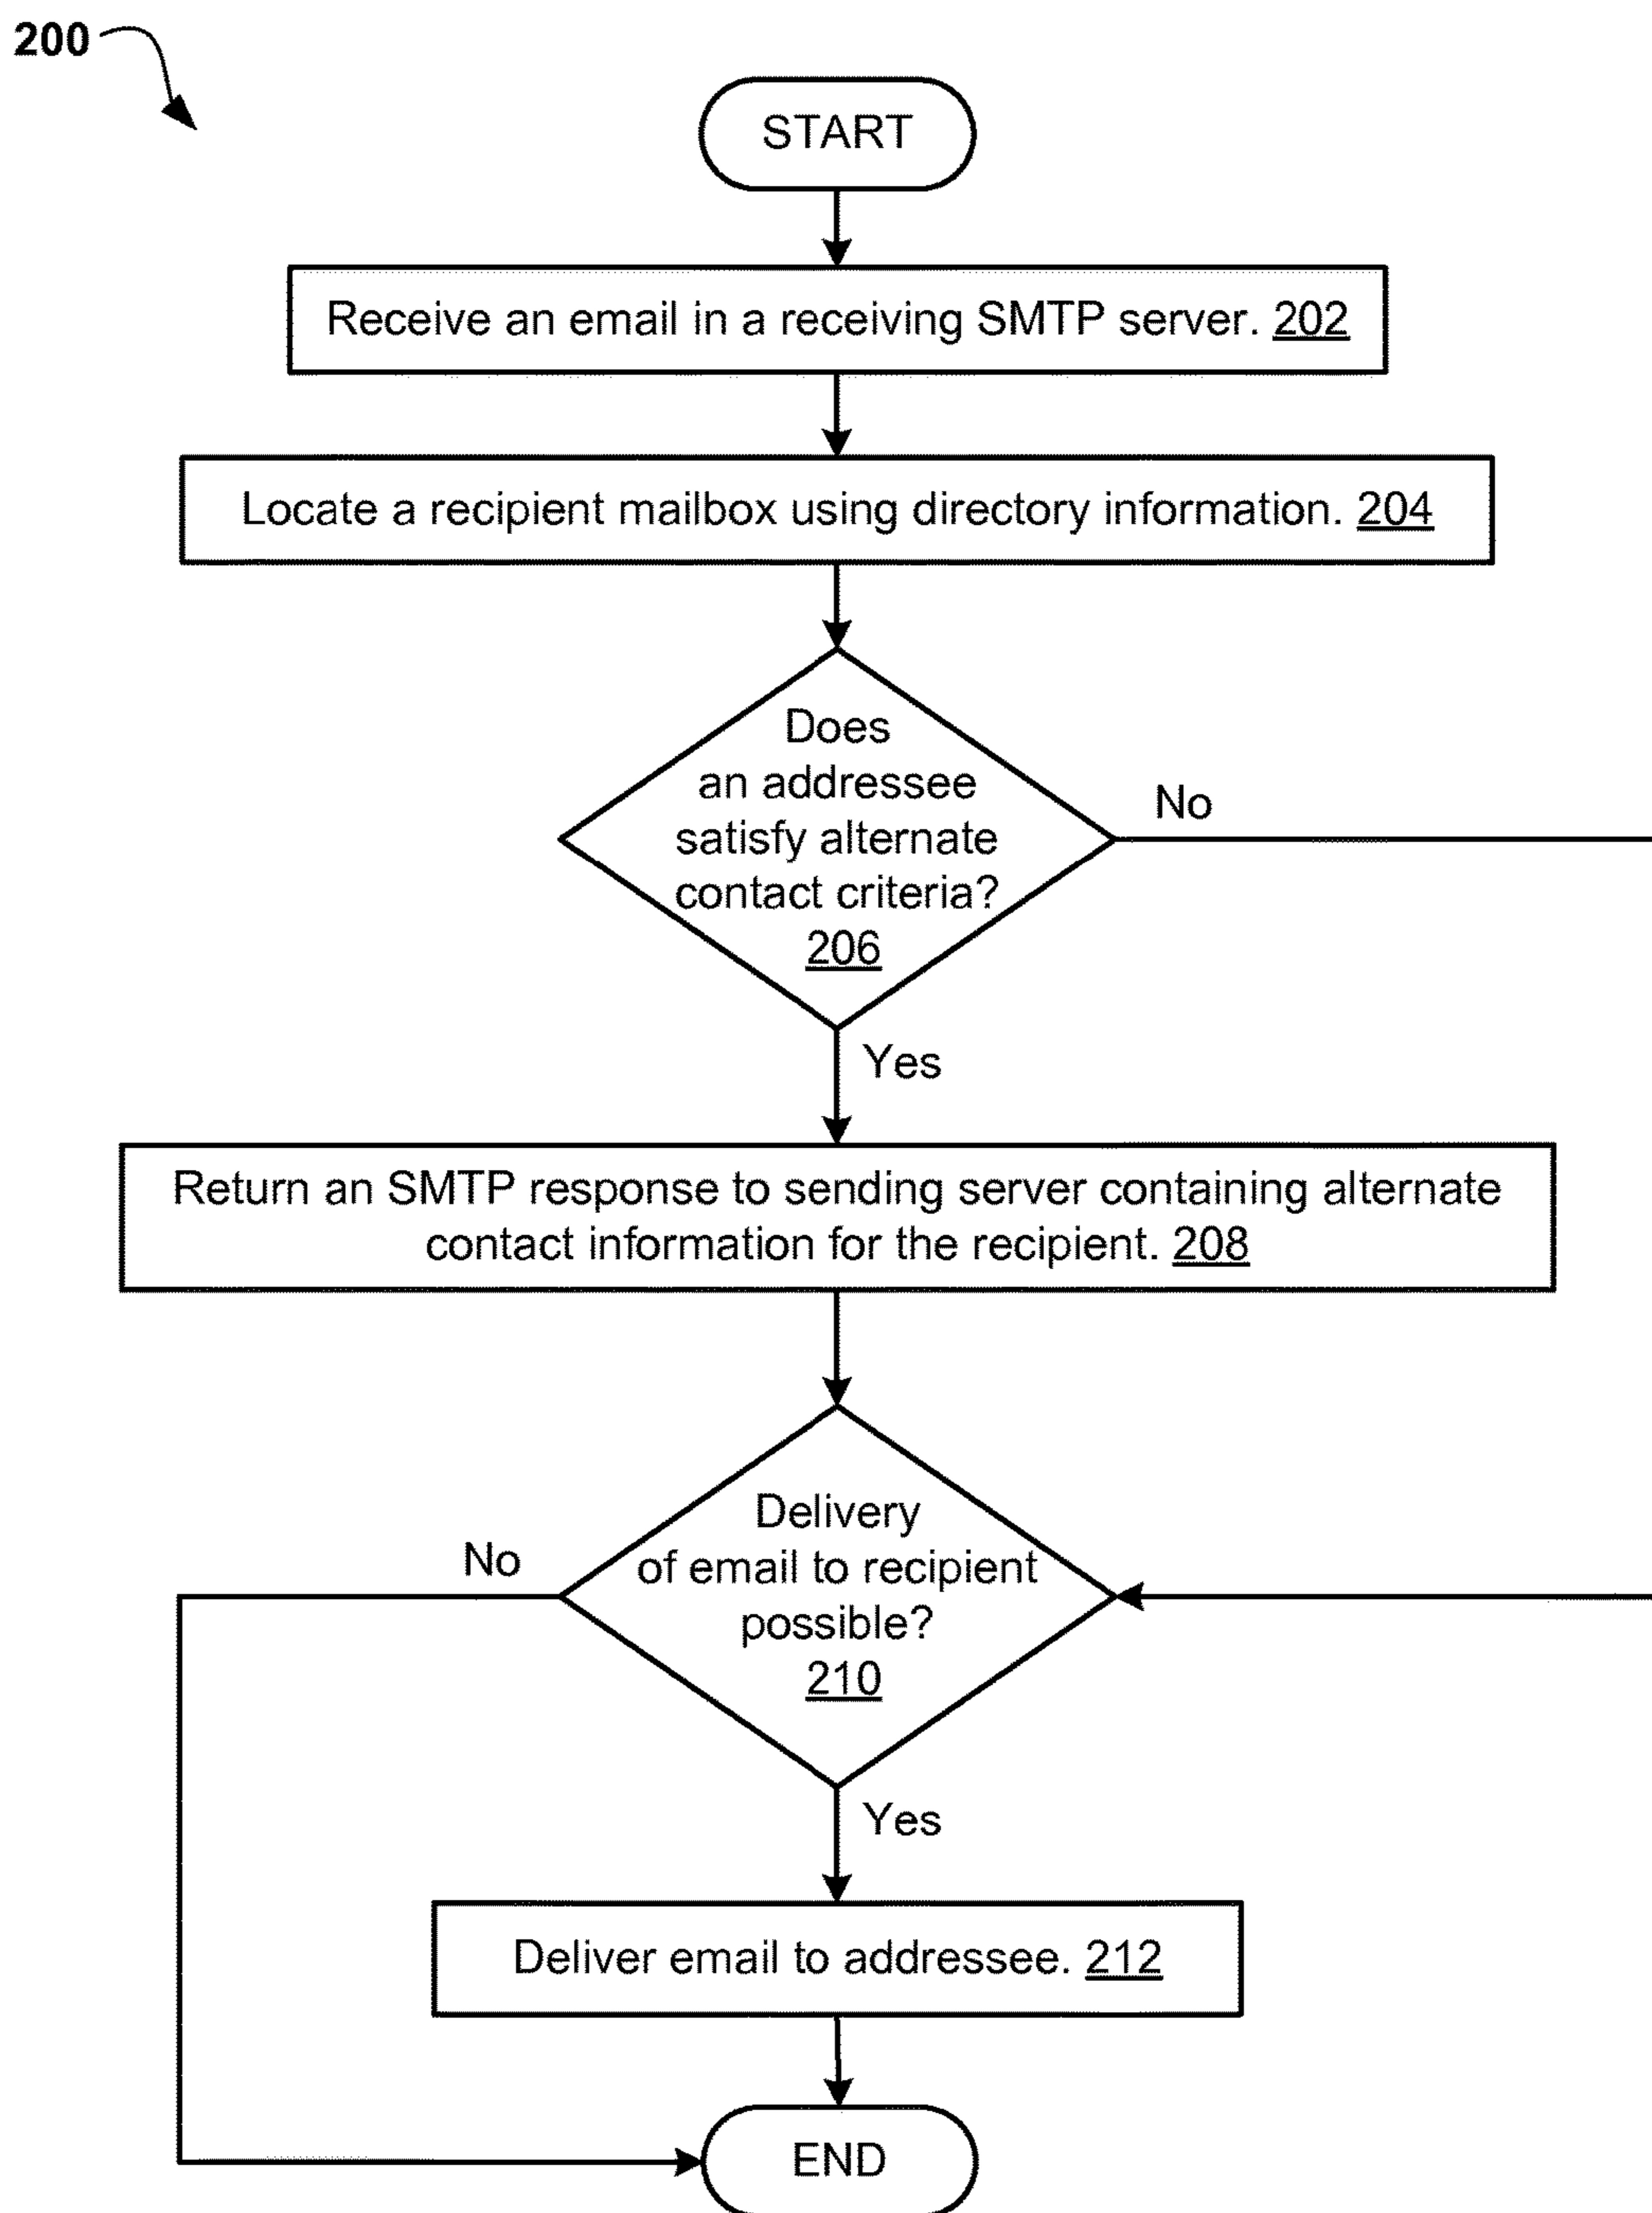 200
START
Receive an email in a receiving SMTP server. 202
Locate a recipient mailbox using directory information. 204
Does
an addressee
satisfy alternate
contact criteria?
206
No
Yes
Return an SMTP response to sending server containing alternate
contact information for the recipient. 208
Delivery
of email to recipient
possible?
210
No
Yes
Deliver email to addressee. 212
END